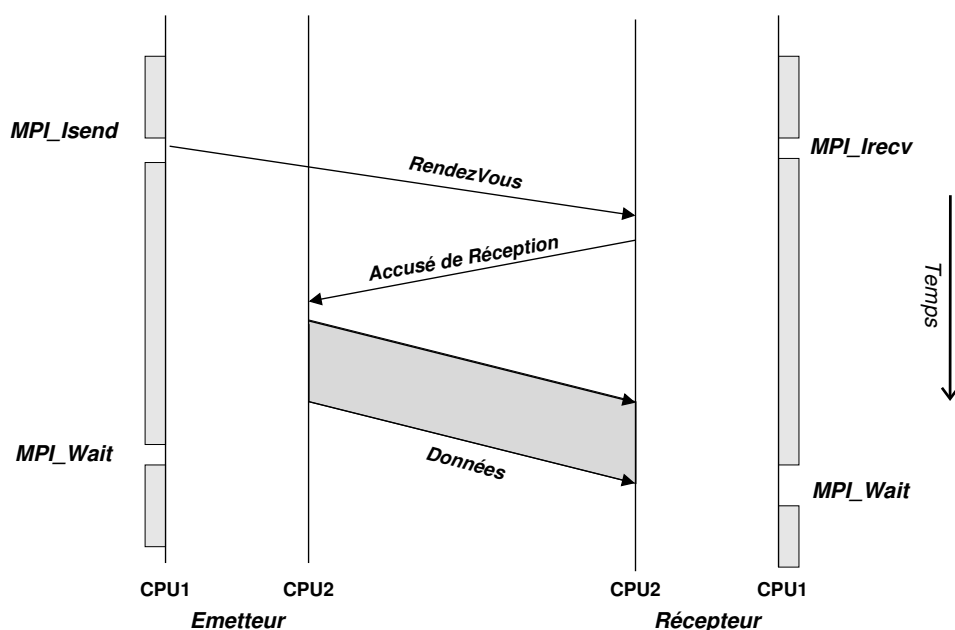 MPI_Isend
MPI_Irecv
RendezVous
Accusé de Réception
Temps
MPI_Wait
Données
MPI_Wait
CPU1
CPU2
CPU2
CPU1
Emetteur
Récepteur